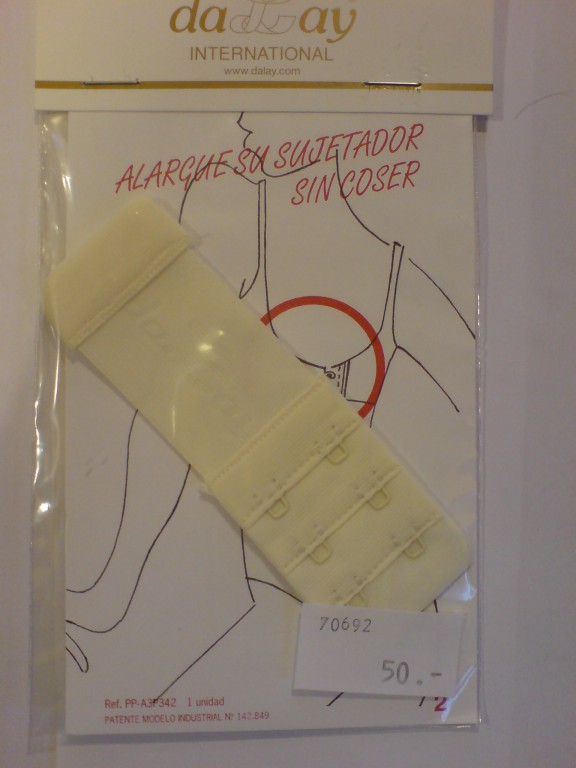 dalay
INTERNATIONAL
www.dalay.com
ALARGUE SU SUJETADOR
SIN COSER
70692
50.-
Ref. PP-A3P342 1 unidad
PATENTE MODELO INDUSTRIAL Nº 142.849
2